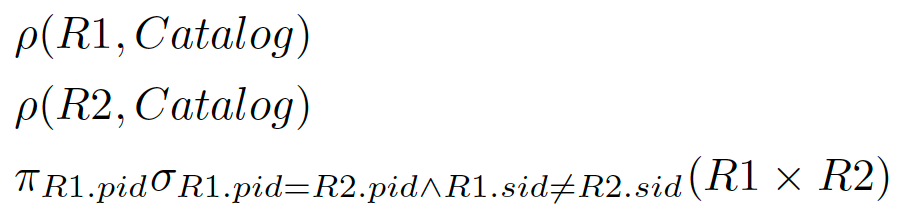 ρ(R1, Catalog)
ρ(R2, Catalog)
π_{R1.pid}σ_{R1.pid=R2.pid∧R1.sid≠R2.sid}(R1 × R2)